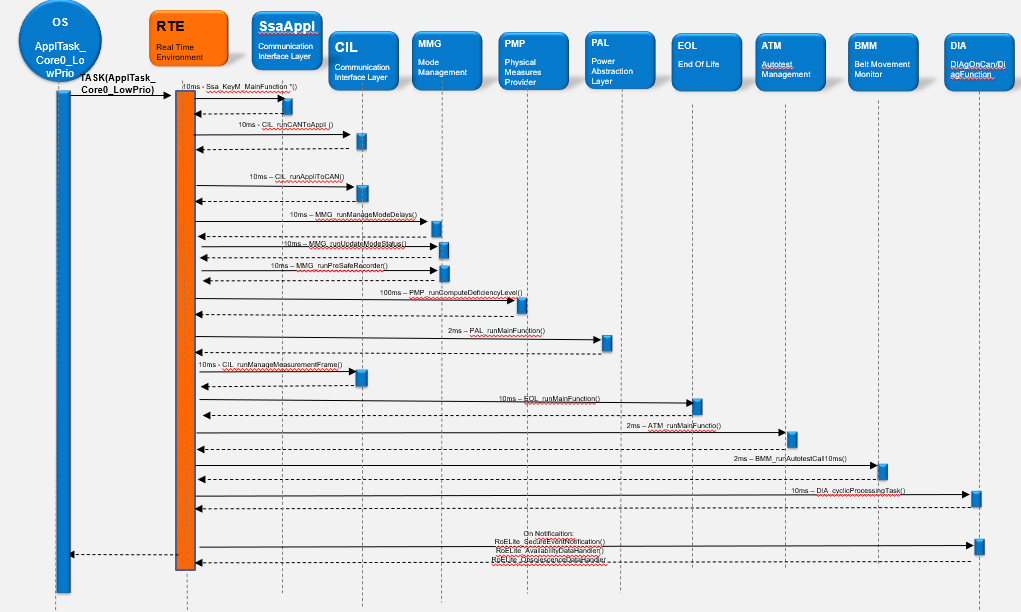 OS
ApplTask_
Core0_Lo
wPrio
RTE
Real Time
Environment
SsaAppl
Communication
Interface Layer
CIL
Communication
Interface Layer
MMG
Mode
Management
PMP
Physical
Measures
Provider
PAL
Power
Abstraction
Layer
EOL
End Of Life
ATM
Autotest
Management
BMM
Belt Movement
Monitor
DIA
DIAgOnCan/Di
agFunction
TASK(ApplTask_
Core0_LowPrio)
10ms - Ssa_KeyM_MainFunction "()
10ms - CIL_runCANToAppli ()
10ms – CIL_runAppliToCAN()
10ms – MMG_runManageModeDelays()
10ms – MMG_runUpdateModeStatus()
10ms – MMG_runPreSafeRecorder()
100ms – PMP_runComputeDeficiencyLevel()
2ms – PAL_runMainFunction()
10ms - CIL_runManageMeasurementFrame()
10ms – EOL_runMainFunction()
2ms – ATM_runMainFunctio()
2ms – BMM_runAutotestCall10ms()
10ms – DIA_cyclicProcessingTask()
On Notification:
RoELite_SecureEventNotification()
RoELite_AvailabilityDataHandler()
RoELite_ObsrescenceDataHandler